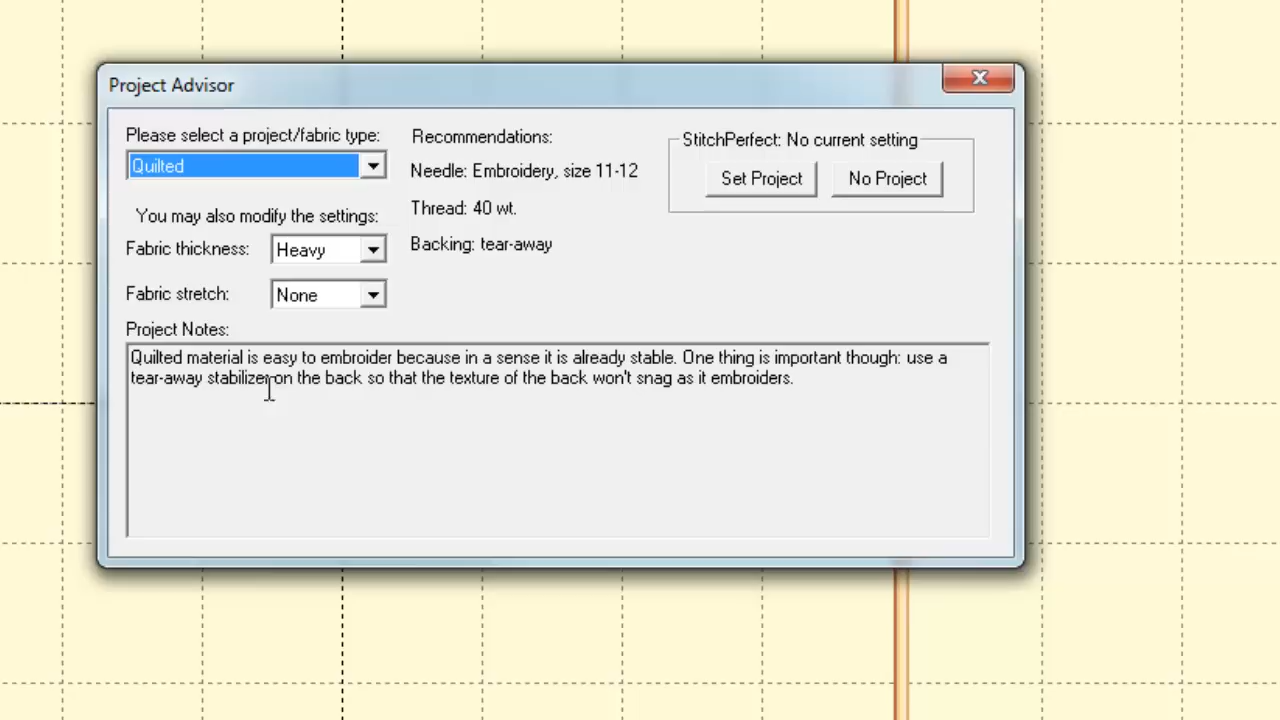 Project Advisor
Please select a project/fabric type:
Quilted
You may also modify the settings:
Fabric thickness: Heavy
Fabric stretch: None
Recommendations:
Needle: Embroidery, size 11-12
Thread: 40 wt.
Backing: tear-away
StitchPerfect: No current setting
Set Project
No Project
Project Notes:
Quilted material is easy to embroider because in a sense it is already stable. One thing is important though: use a
tear-away stabilizer on the back so that the texture of the back won't snag as it embroiders.